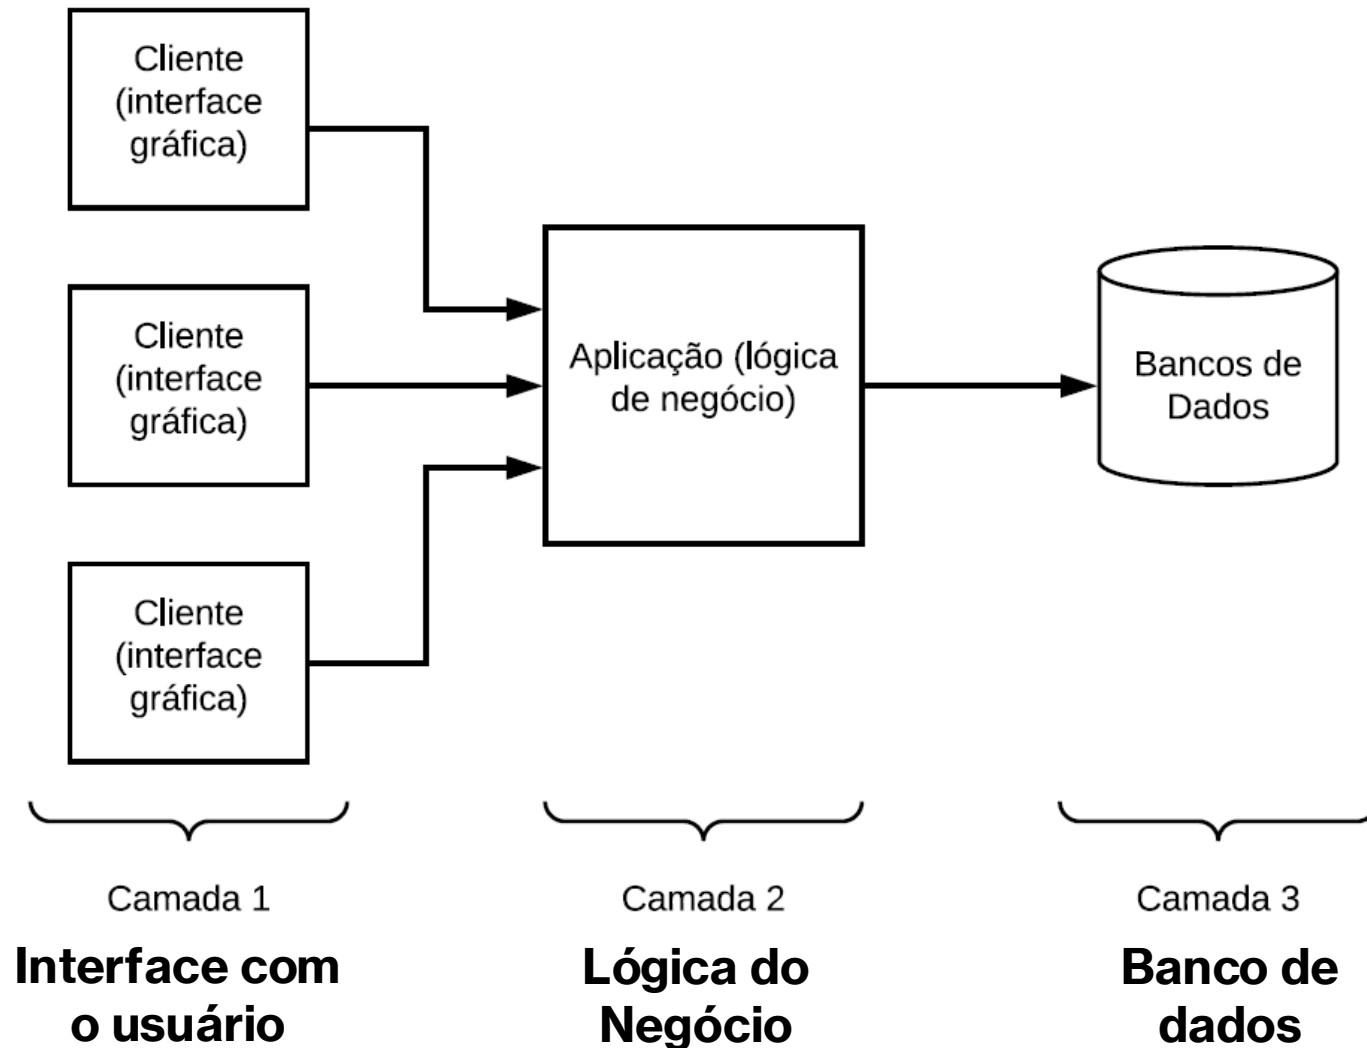 Cliente
(interface
gráfica)
Cliente
(interface
gráfica)
Cliente
(interface
gráfica)
Aplicação (lógica
de negócio)
Bancos de
Dados
Camada 1
Interface com
o usuário
Camada 2
Lógica do
Negócio
Camada 3
Banco de
dados